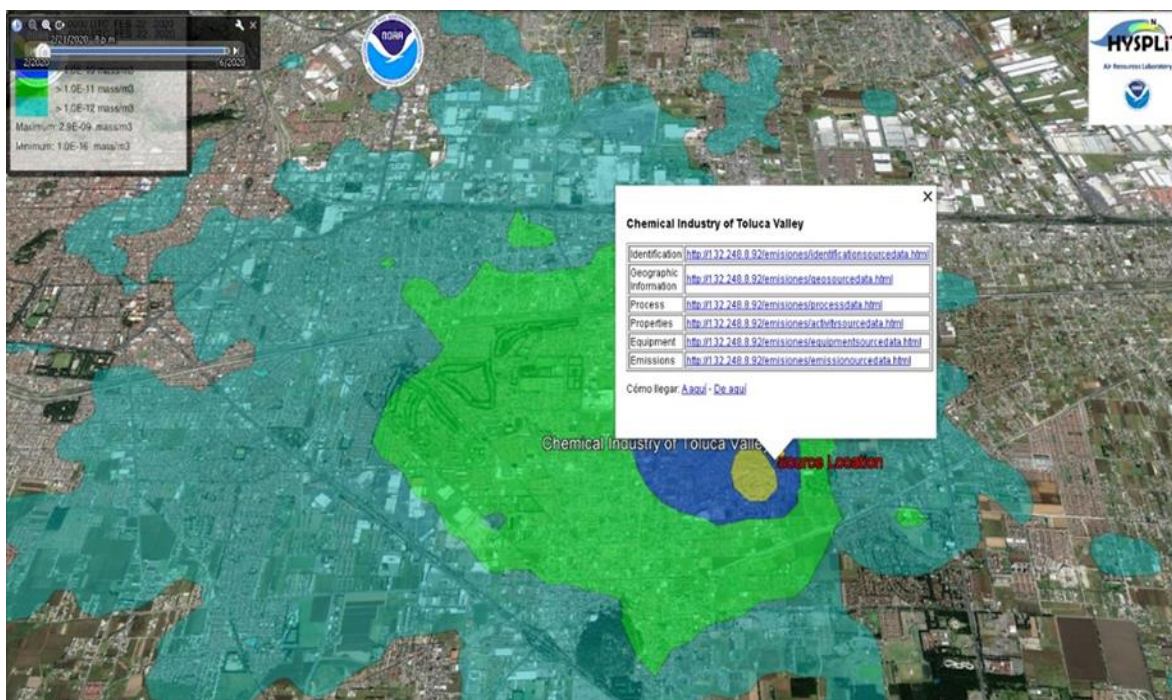 2/21/2020 8 p.m.
2/2020
6/2020
> 1.0E-11 mass/m3
> 1.0E-12 mass/m3
Maximum: 2.9E-09 mass/m3
Minimum: 1.0E-16 mass/m3
NOAA
N
HYSPLIT
Air Resources Laboratory
Chemical Industry of Toluca Valley
Identification http://132.248.8.92/emisiones/identificationsourcedata.html
Geographic
Information http://132.248.8.92/emisiones/geosourcedata.html
Process http://132.248.8.92/emisiones/processdata.html
Properties http://132.248.8.92/emisiones/activitysourcedata.html
Equipment http://132.248.8.92/emisiones/equipmentsourcedata.html
Emissions http://132.248.8.92/emisiones/emissionourcedata.html
Cómo llegar: A aquí - De aquí
Chemical Industry of Toluca Valley
Source Location